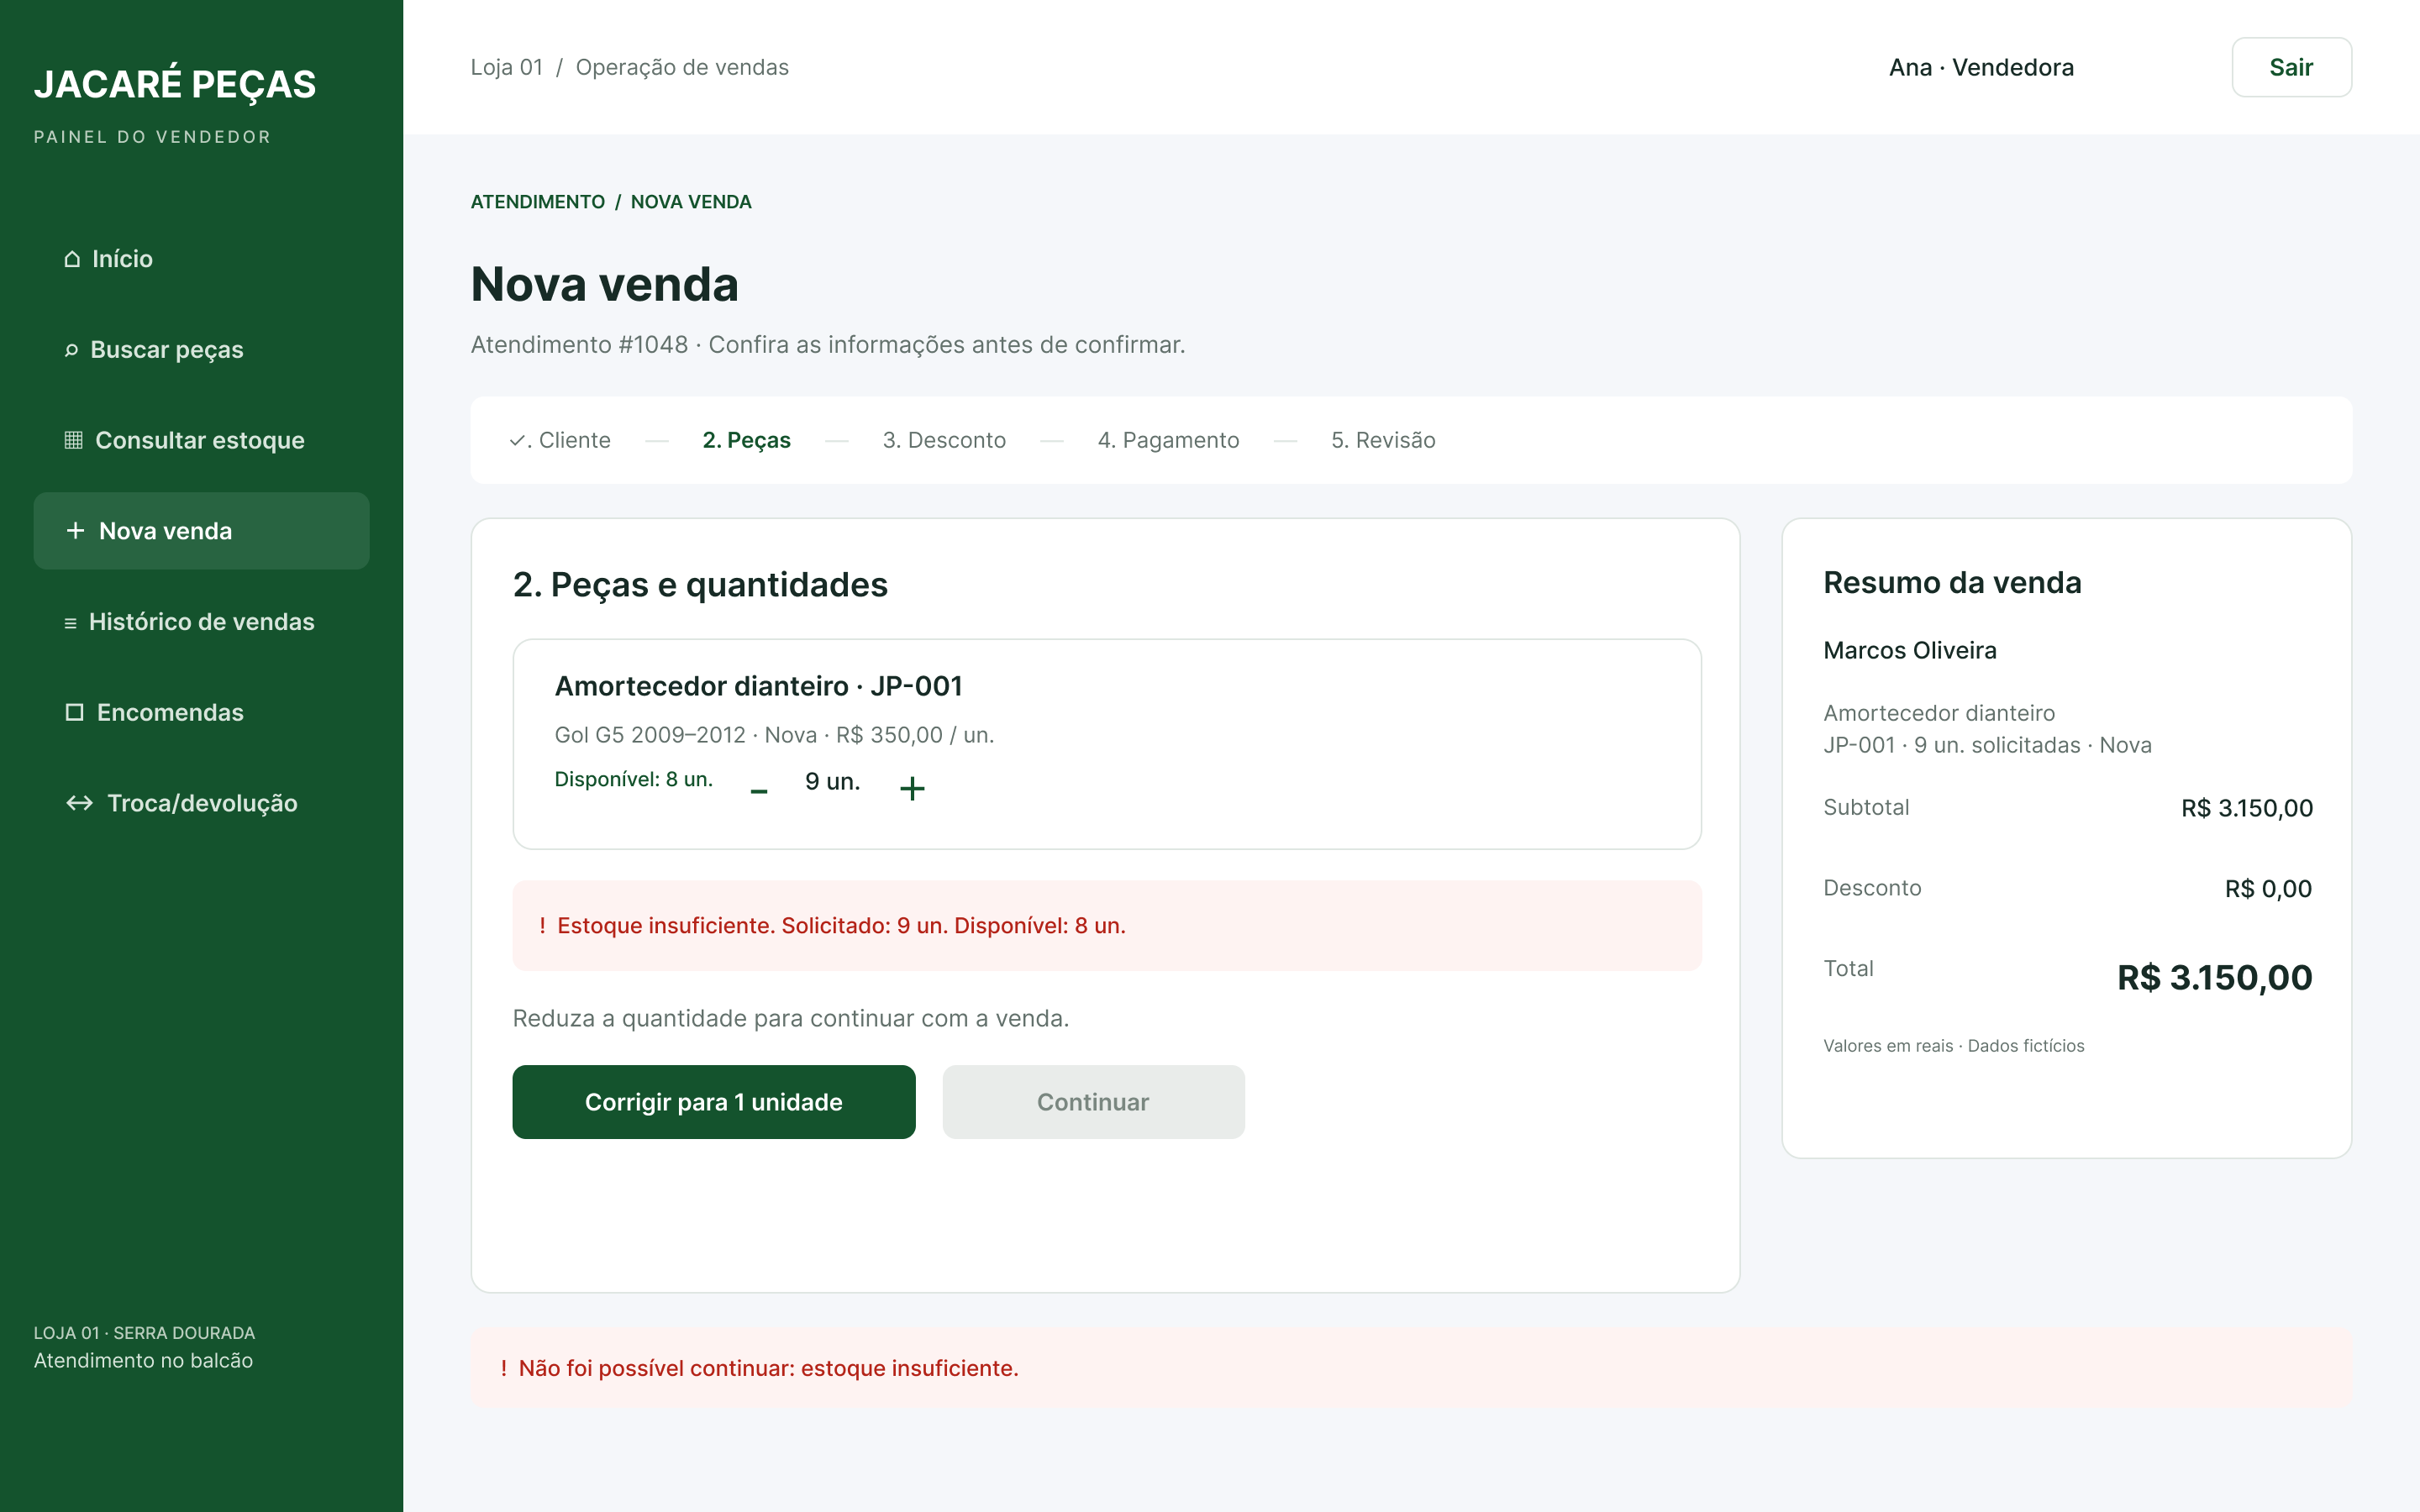 JACARÉ PEÇAS
PAINEL DO VENDEDOR
Início
Buscar peças
Consultar estoque
+ Nova venda
Histórico de vendas
Encomendas
↔ Troca/devolução
LOJA 01 · SERRA DOURADA
Atendimento no balcão
Loja 01 / Operação de vendas
Ana · Vendedora
Sair
ATENDIMENTO / NOVA VENDA
Nova venda
Atendimento #1048 · Confira as informações antes de confirmar.
✓. Cliente — 2. Peças — 3. Desconto — 4. Pagamento — 5. Revisão
2. Peças e quantidades
Amortecedor dianteiro · JP-001
Gol G5 2009–2012 · Nova · R$ 350,00 / un.
Disponível: 8 un. – 9 un. +
! Estoque insuficiente. Solicitado: 9 un. Disponível: 8 un.
Reduza a quantidade para continuar com a venda.
Corrigir para 1 unidade
Continuar
Resumo da venda
Marcos Oliveira
Amortecedor dianteiro
JP-001 · 9 un. solicitadas · Nova
Subtotal R$ 3.150,00
Desconto R$ 0,00
Total R$ 3.150,00
Valores em reais · Dados fictícios
! Não foi possível continuar: estoque insuficiente.